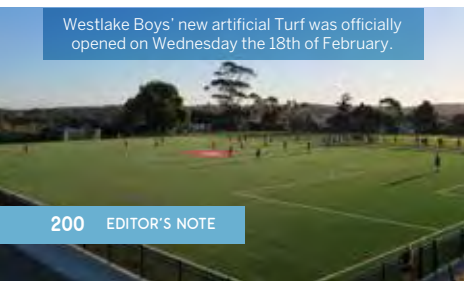 Westlake Boys' new artificial Turf was officially
opened on Wednesday the 18th of February.
200 EDITOR'S NOTE